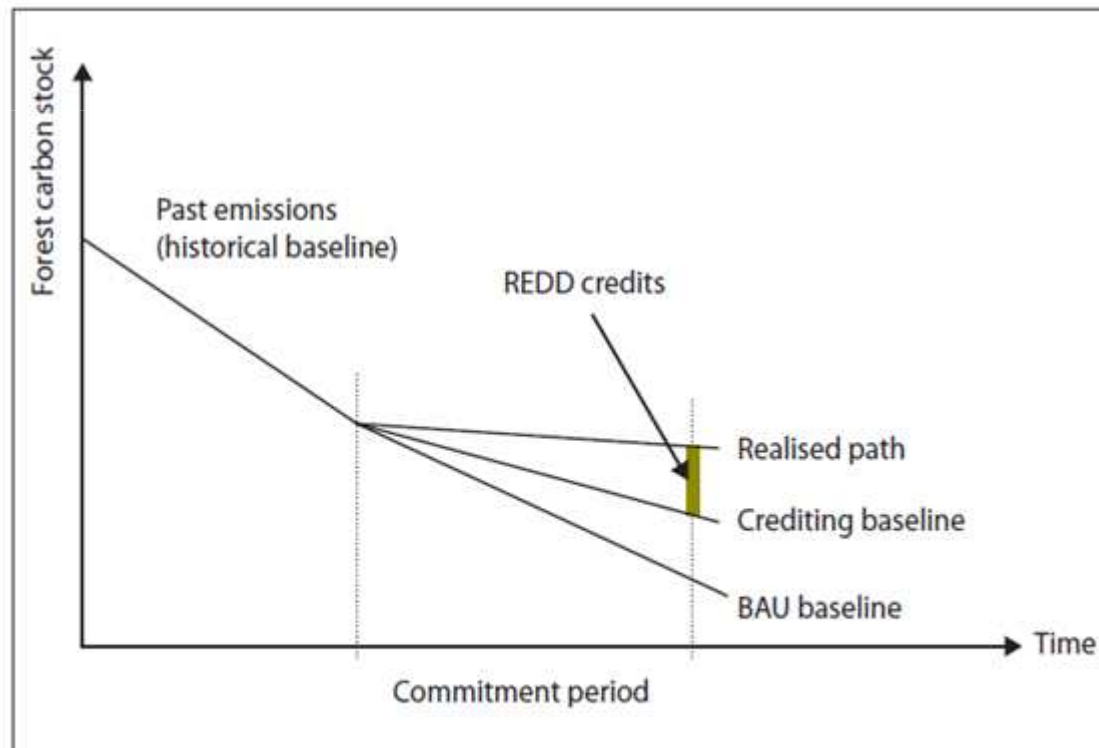 Forest carbon stock
Past emissions
(historical baseline)
REDD credits
Realised path
Crediting baseline
BAU baseline
Time
Commitment period